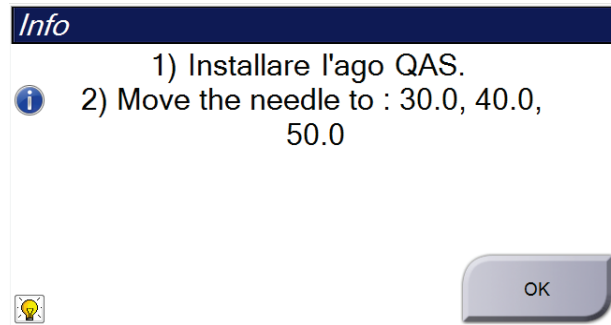 Info
1) Installare l'ago QAS.
2) Move the needle to : 30.0, 40.0,
50.0
OK